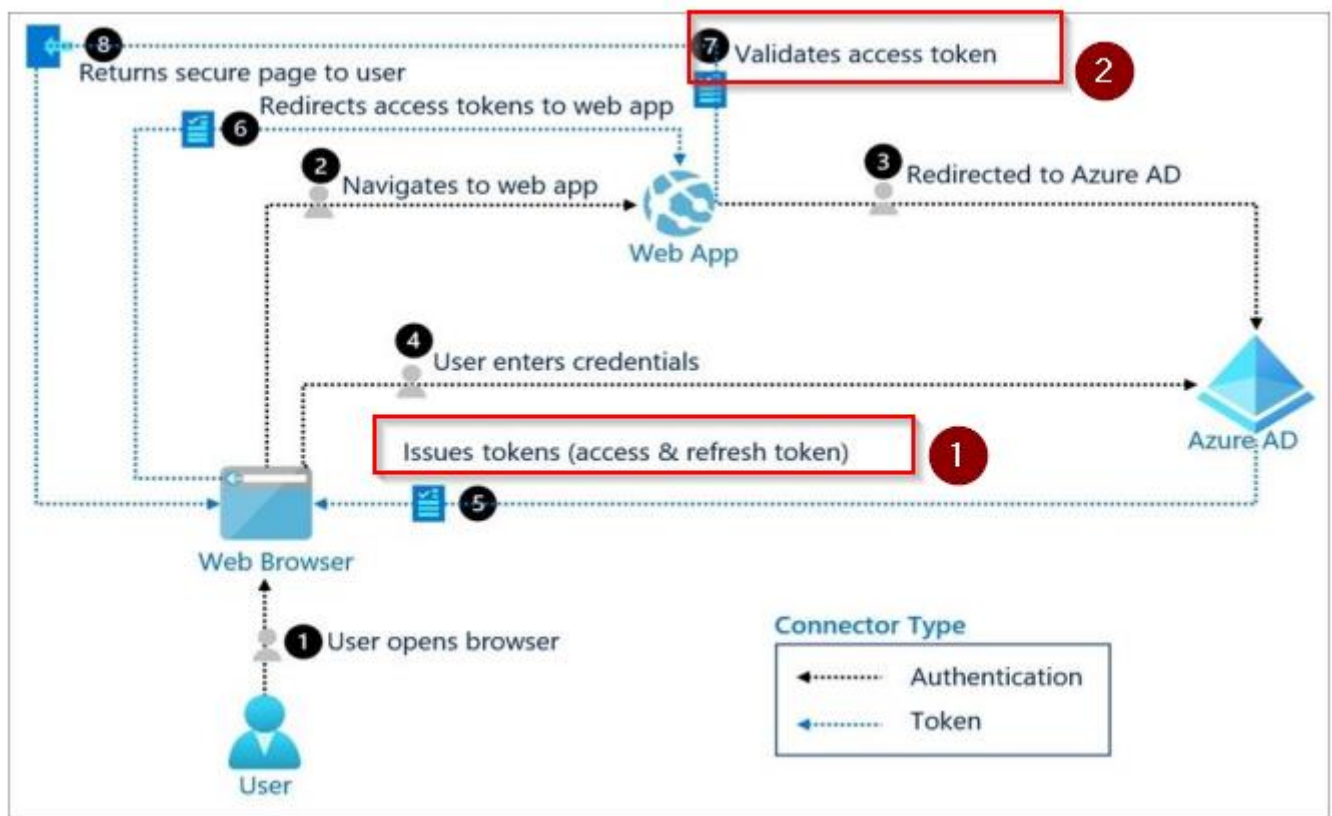 8
7
Validates access token
2
Returns secure page to user
Redirects access tokens to web app
6
2
Navigates to web app
3
Redirected to Azure AD
Web App
4
User enters credentials
Issues tokens (access & refresh token)
1
Azure AD
5
Web Browser
1
User opens browser
Connector Type
Authentication
Token
User